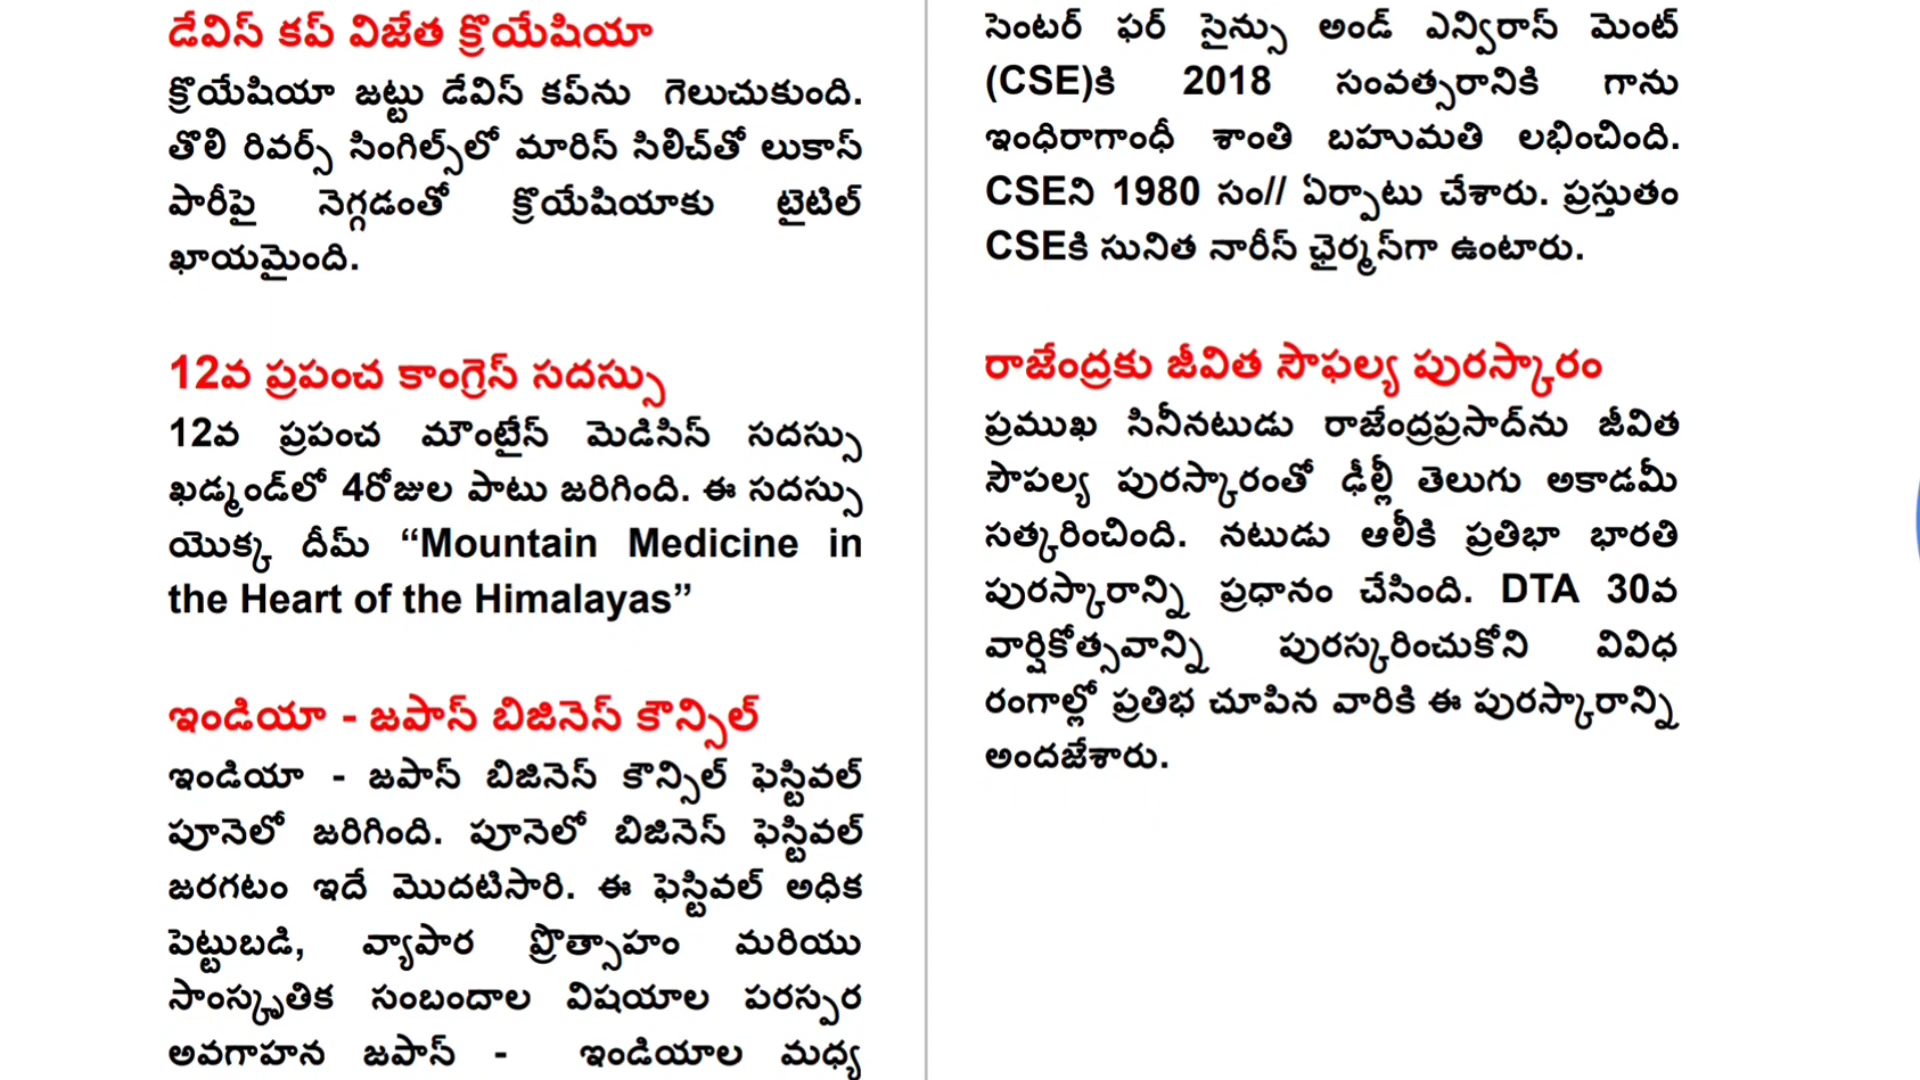 డేవిస్ కప్ విజేత క్రొయేషియా
క్రొయేషియా జట్టు డేవిస్ కప్‌ను గెలుచుకుంది.
తొలి రివర్స్ సింగిల్స్‌లో మారిస్ సిలిచ్‌తో లుకాస్
పారీపై నెగ్గడంతో క్రొయేషియాకు టైటిల్
ఖాయమైంది.
12వ ప్రపంచ కాంగ్రెస్ సదస్సు
12వ ప్రపంచ మౌంటేస్ మెడిసిస్ సదస్సు
ఖడ్మండ్‌లో 4రోజుల పాటు జరిగింది. ఈ సదస్సు
యొక్క దీమ్ “Mountain Medicine in
the Heart of the Himalayas”
ఇండియా - జపాస్ బిజినెస్ కౌన్సిల్
ఇండియా - జపాస్ బిజినెస్ కౌన్సిల్ ఫెస్టివల్
పూనెలో జరిగింది. పూనెలో బిజినెస్ ఫెస్టివల్
జరగటం ఇదే మొదటిసారి. ఈ ఫెస్టివల్ అధిక
పెట్టుబడి, వ్యాపార ప్రొత్సాహం మరియు
సాంస్కృతిక సంబందాల విషయాల పరస్పర
అవగాహన జపాస్ - ఇండియాల మధ్య
సెంటర్ ఫర్ సైన్సు అండ్ ఎన్విరాస్ మెంట్
(CSE)కి 2018 సంవత్సరానికి గాను
ఇంధిరాగాంధీ శాంతి బహుమతి లభించింది.
CSEని 1980 సం// ఏర్పాటు చేశారు. ప్రస్తుతం
CSEకి సునిత నారీస్ ఛైర్మస్‌గా ఉంటారు.
రాజేంద్రకు జీవిత సౌఫల్య పురస్కారం
ప్రముఖ సినీనటుడు రాజేంద్రప్రసాద్‌ను జీవిత
సౌపల్య పురస్కారంతో ఢీల్లీ తెలుగు అకాడమీ
సత్కరించింది. నటుడు ఆలీకి ప్రతిభా భారతి
పురస్కారాన్ని ప్రధానం చేసింది. DTA 30వ
వార్షికోత్సవాన్ని పురస్కరించుకోని వివిధ
రంగాల్లో ప్రతిభ చూపిన వారికి ఈ పురస్కారాన్ని
అందజేశారు.